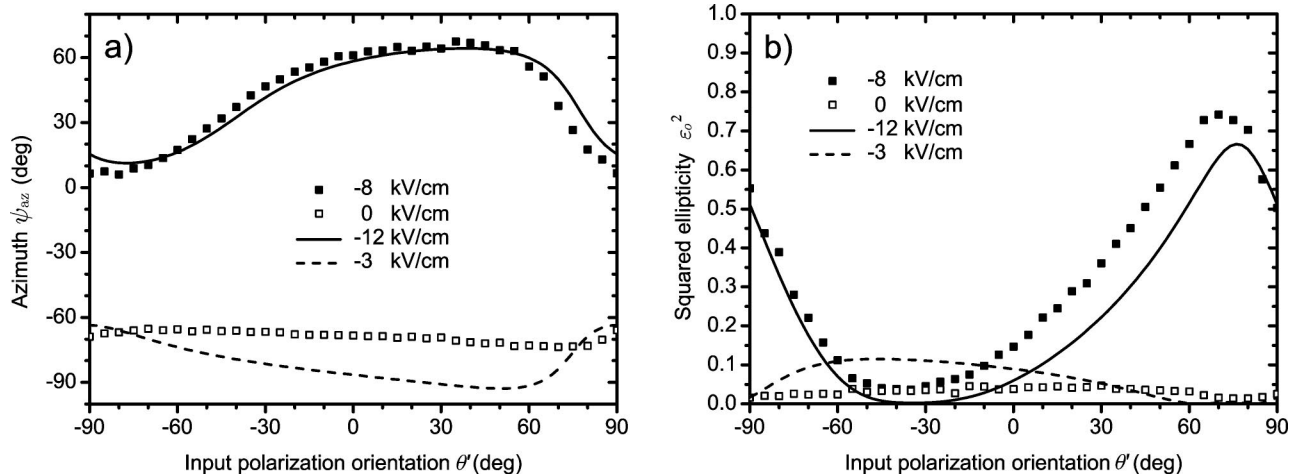 a)
60
30
0
-30
-60
-90
Azimuth ψaz (deg)
-8 kV/cm
0 kV/cm
-12 kV/cm
-3 kV/cm
-90 -60 -30 0 30 60 90
Input polarization orientation θ′(deg)
b)
1.0
0.9
0.8
0.7
0.6
0.5
0.4
0.3
0.2
0.1
0.0
Squared ellipticity εo²
-8 kV/cm
0 kV/cm
-12 kV/cm
-3 kV/cm
-90 -60 -30 0 30 60 90
Input polarization orientation θ′(deg)